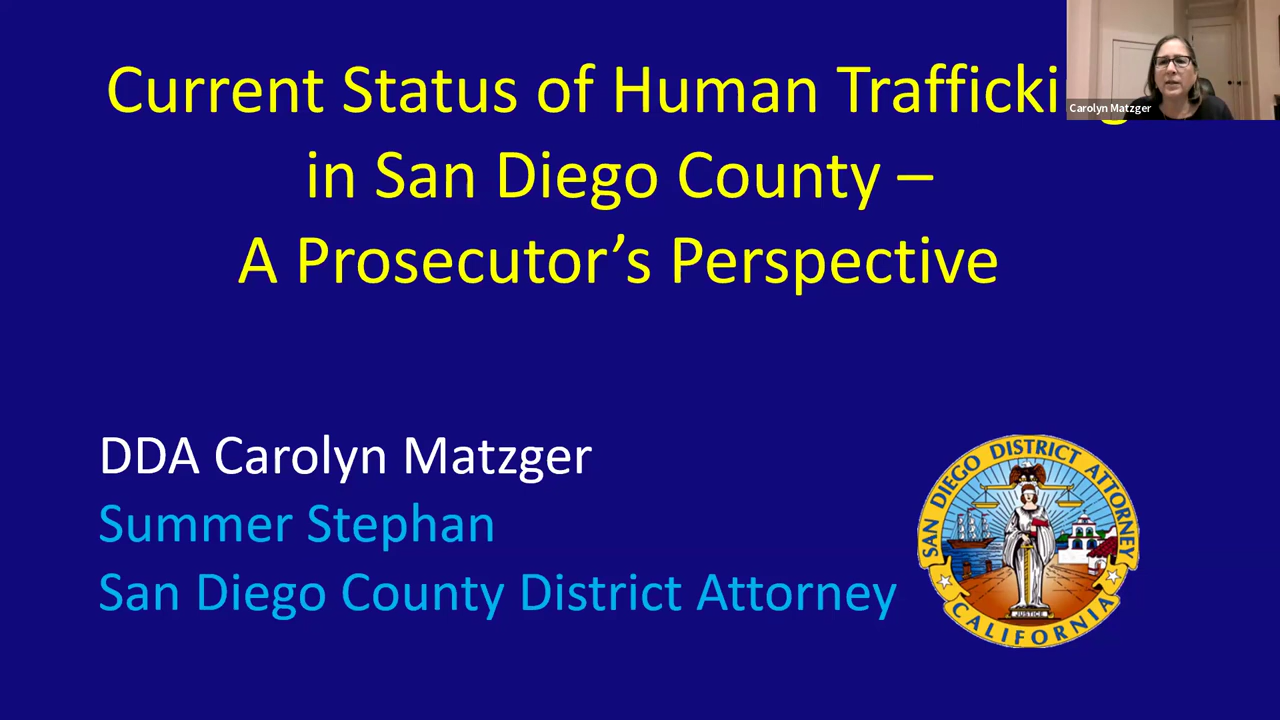 Current Status of Human Trafficki g
in San Diego County –
A Prosecutor’s Perspective
Carolyn Matzger
DDA Carolyn Matzger
Summer Stephan
San Diego County District Attorney
SAN DIEGO DISTRICT ATTORNEY
JUSTICE
CALIFORNIA